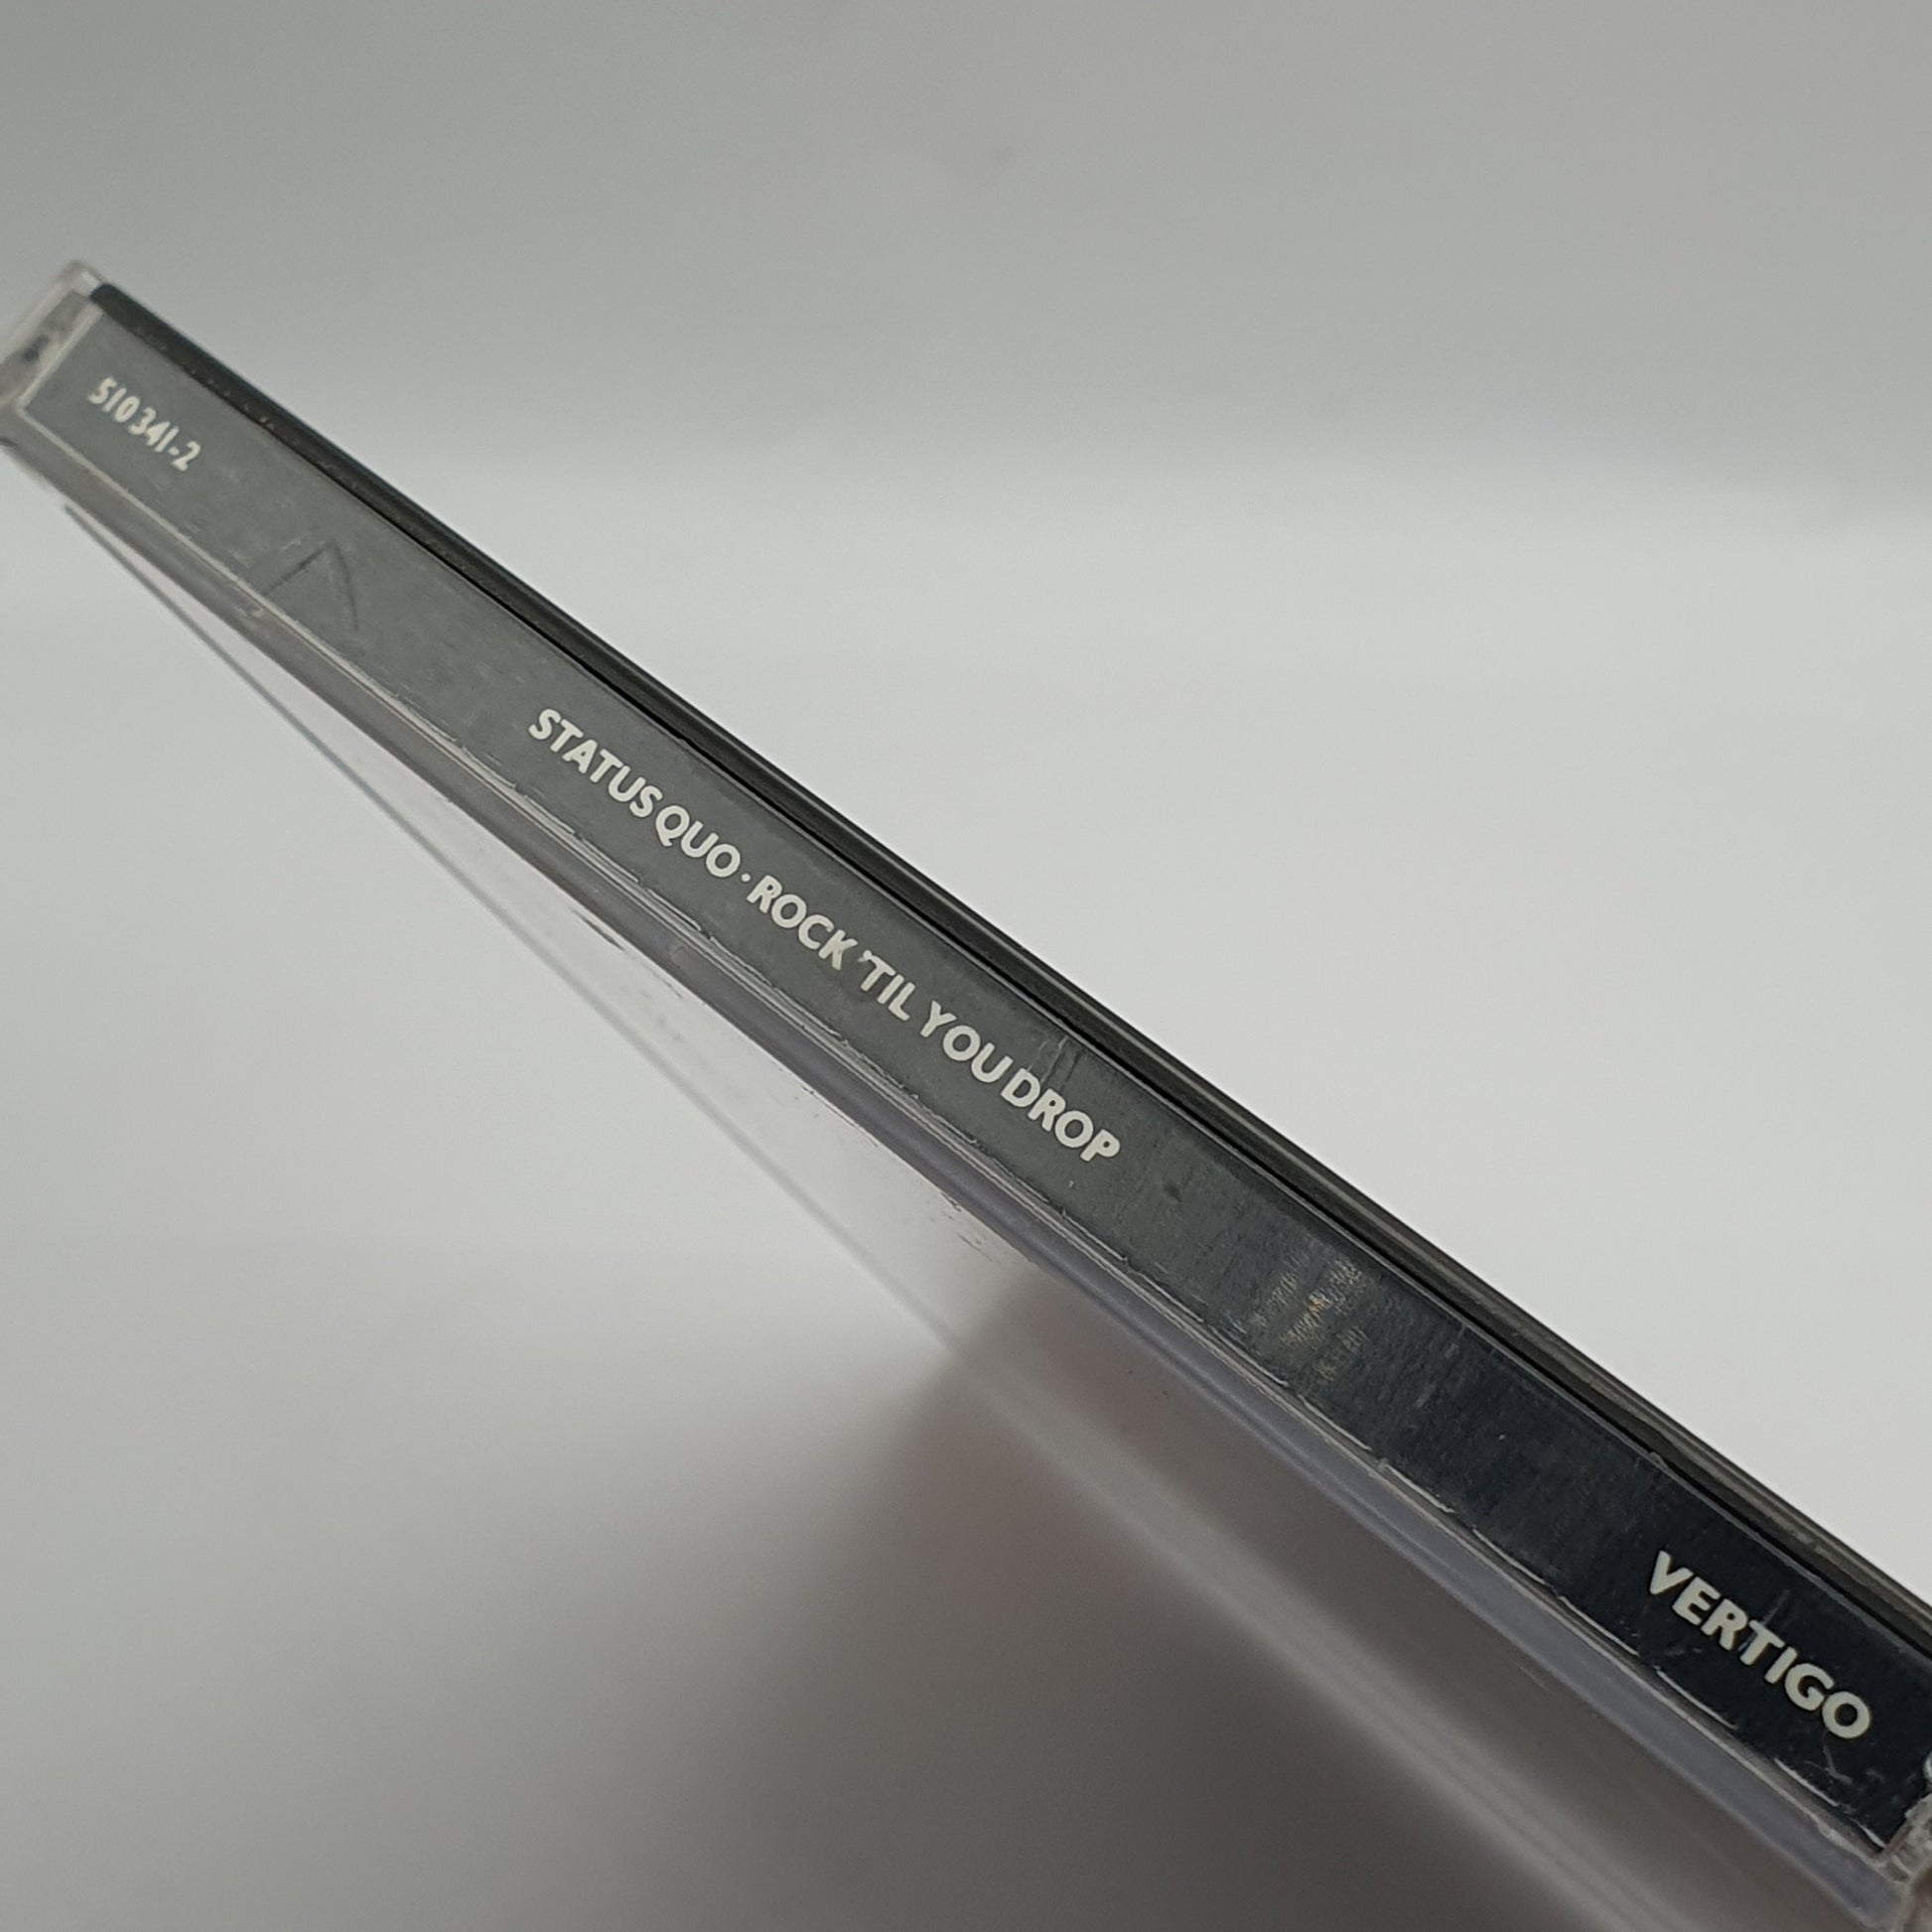 510 341-2
STATUS QUO · ROCK 'TIL YOU DROP
VERTIGO